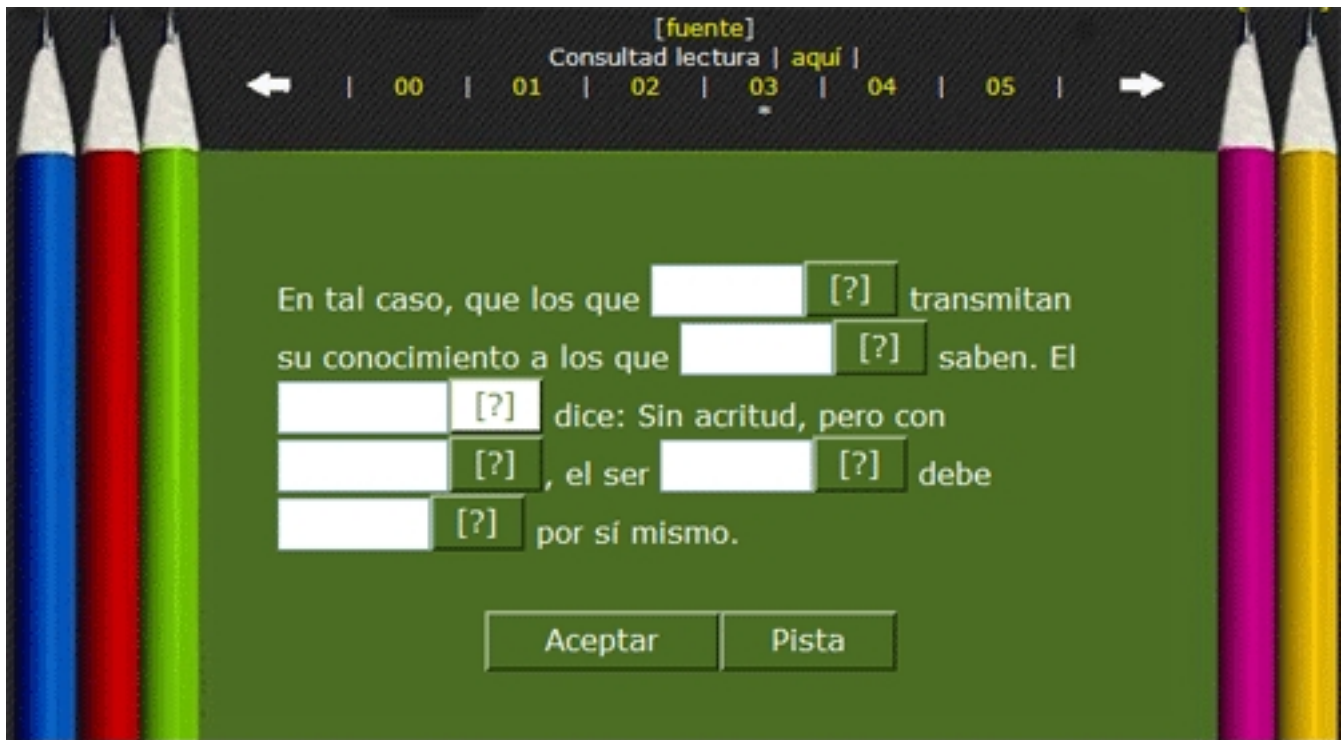 [fuente]
Consultad lectura | aquí |
| 00 | 01 | 02 | 03 | 04 | 05 |
En tal caso, que los que [?] transmitan
su conocimiento a los que [?] saben. El
[?] dice: Sin acritud, pero con
[?] , el ser [?] debe
[?] por sí mismo.
Aceptar Pista